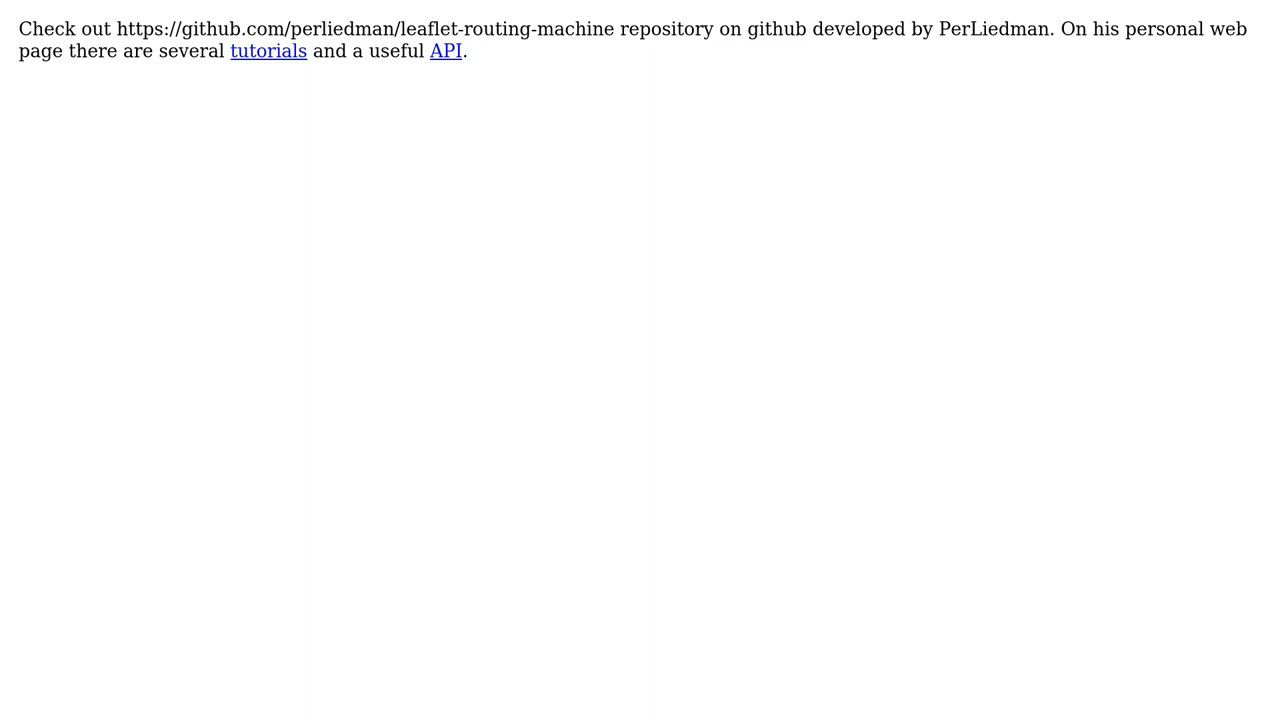 Check out https://github.com/perliedman/leaflet-routing-machine repository on github developed by PerLiedman. On his personal web
page there are several tutorials and a useful API.